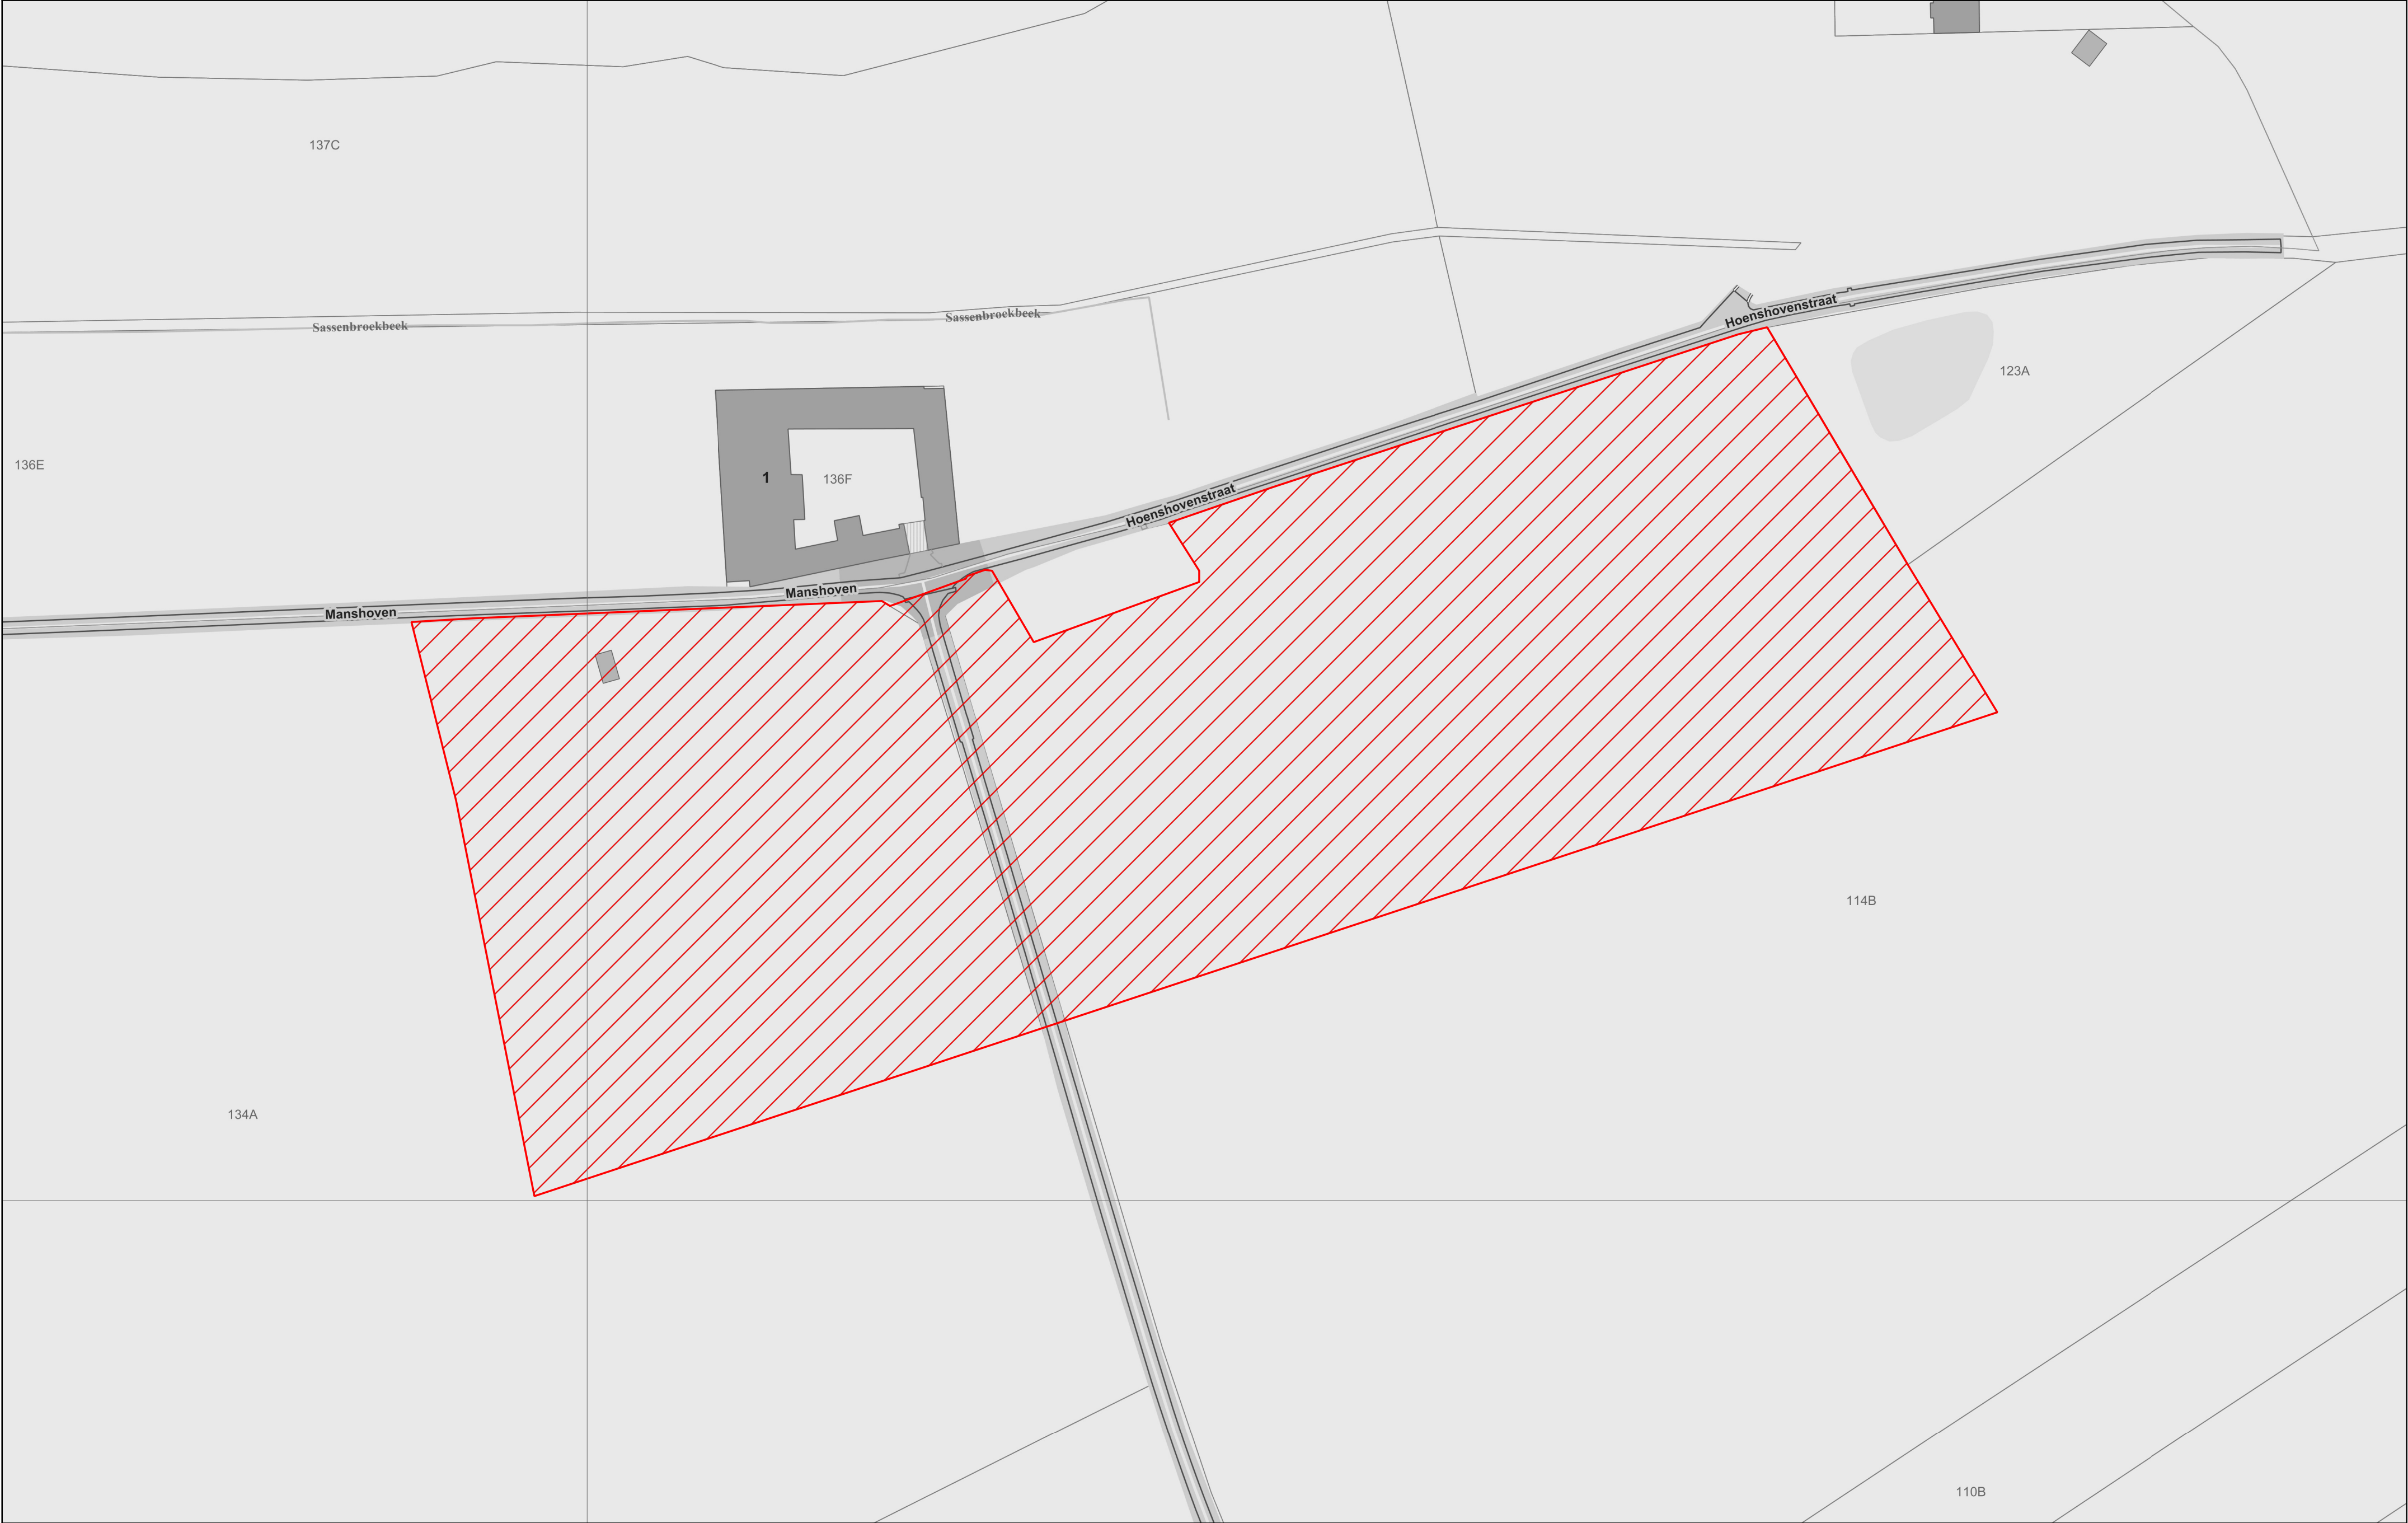 137C
Hoenshovenstraat
Sassenbroekbeek
Sassenbroekbeek
123A
136E
1
136F
Hoenshovenstraat
Manshoven
Manshoven
114B
134A
110B